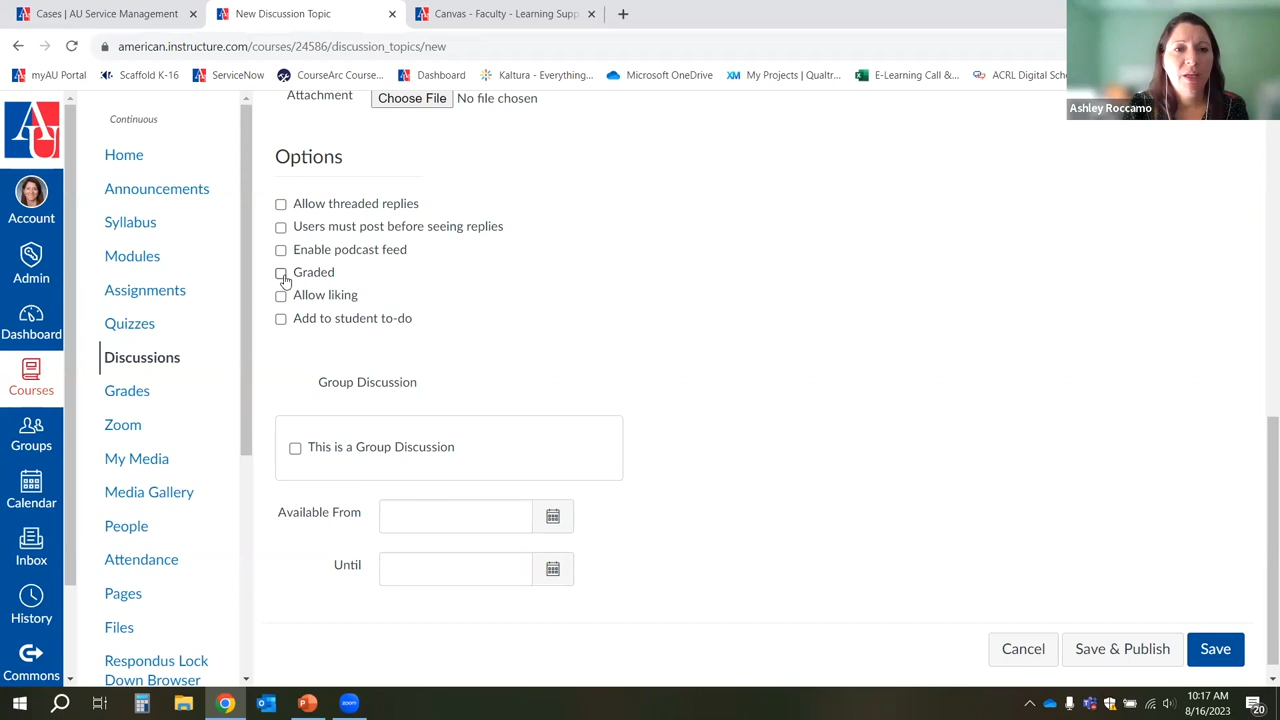 Cases | AU Service Management
New Discussion Topic
Canvas - Faculty - Learning Supp
american.instructure.com/courses/24586/discussion_topics/new
myAU Portal
Scaffold K-16
ServiceNow
CourseArc Course...
Dashboard
Kaltura - Everything...
Microsoft OneDrive
My Projects | Qualtr...
E-Learning Call &...
ACRL Digital Sch
Ashley Roccamo
AU
Account
Admin
Dashboard
Courses
Groups
Calendar
Inbox
History
Commons
Continuous
Home
Announcements
Syllabus
Modules
Assignments
Quizzes
Discussions
Grades
Zoom
My Media
Media Gallery
People
Attendance
Pages
Files
Respondus Lock
Down Browser
Attachment
Choose File No file chosen
Options
Allow threaded replies
Users must post before seeing replies
Enable podcast feed
Graded
Allow liking
Add to student to-do
Group Discussion
This is a Group Discussion
Available From
Until
Cancel
Save & Publish
Save
10:17 AM
8/16/2023
20